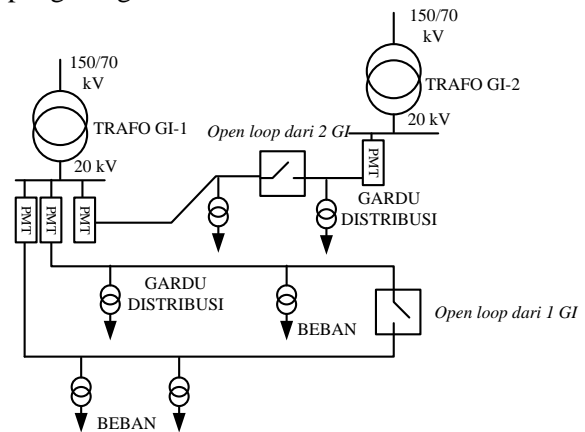 150/70
kV
TRAFO GI-1
20 kV
PMT
PMT
PMT
Open loop dari 2 GI
150/70
kV
TRAFO GI-2
20 kV
PMT
GARDU
DISTRIBUSI
GARDU
DISTRIBUSI
BEBAN
Open loop dari 1 GI
BEBAN